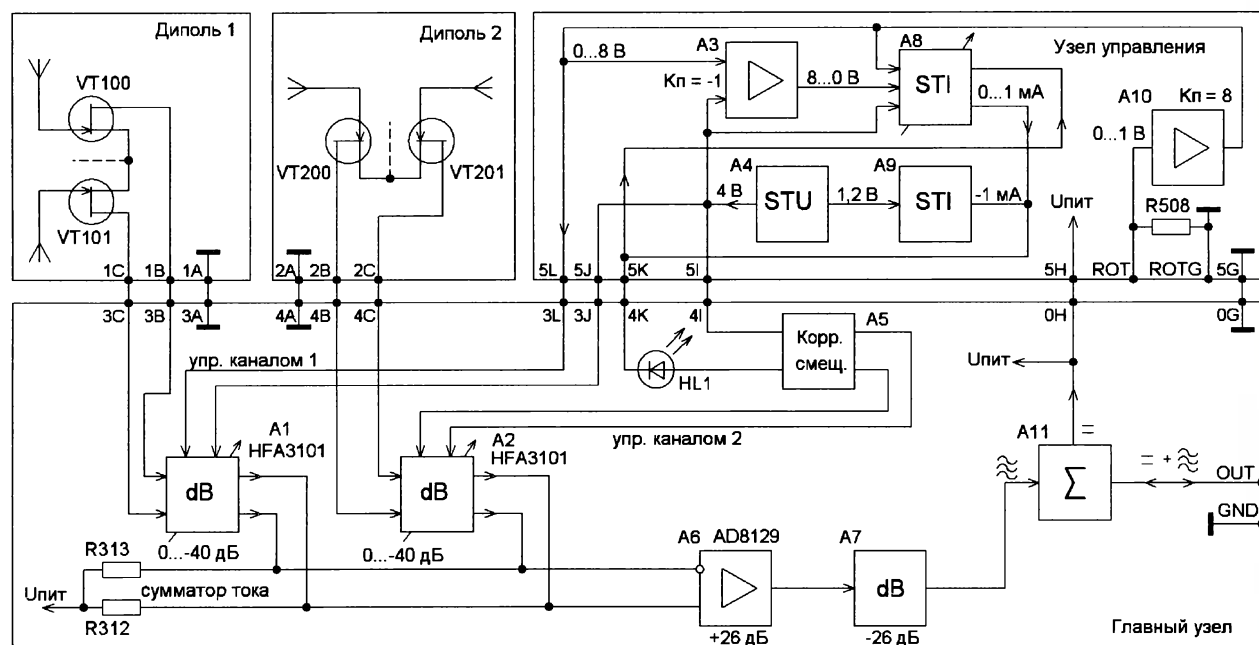 Диполь 1
VT100
VT101
1C 1B 1A
3C 3B 3A
Диполь 2
VT200
VT201
2A 2B 2C
4A 4B 4C
Узел управления
0...8 В
A3
Кп = -1
8...0 В
A8
STI
0...1 мА
A10
Кп = 8
0...1 В
R508
A4
STU
4 В
1,2 В
A9
STI
-1 мА
Uпит
5L 5J 5K 5I 5H ROT ROTG 5G
3L 3J 4K 4I 0H 0G
упр. каналом 1
HL1
A5
Корр. смещ.
упр. каналом 2
Uпит
A1
HFA3101
dB
0...-40 дБ
A2
HFA3101
dB
0...-40 дБ
A11
Σ
=
≈
= + ≈
OUT
GND
R313
Uпит
сумматор тока
R312
A6
AD8129
+26 дБ
A7
dB
-26 дБ
Главный узел